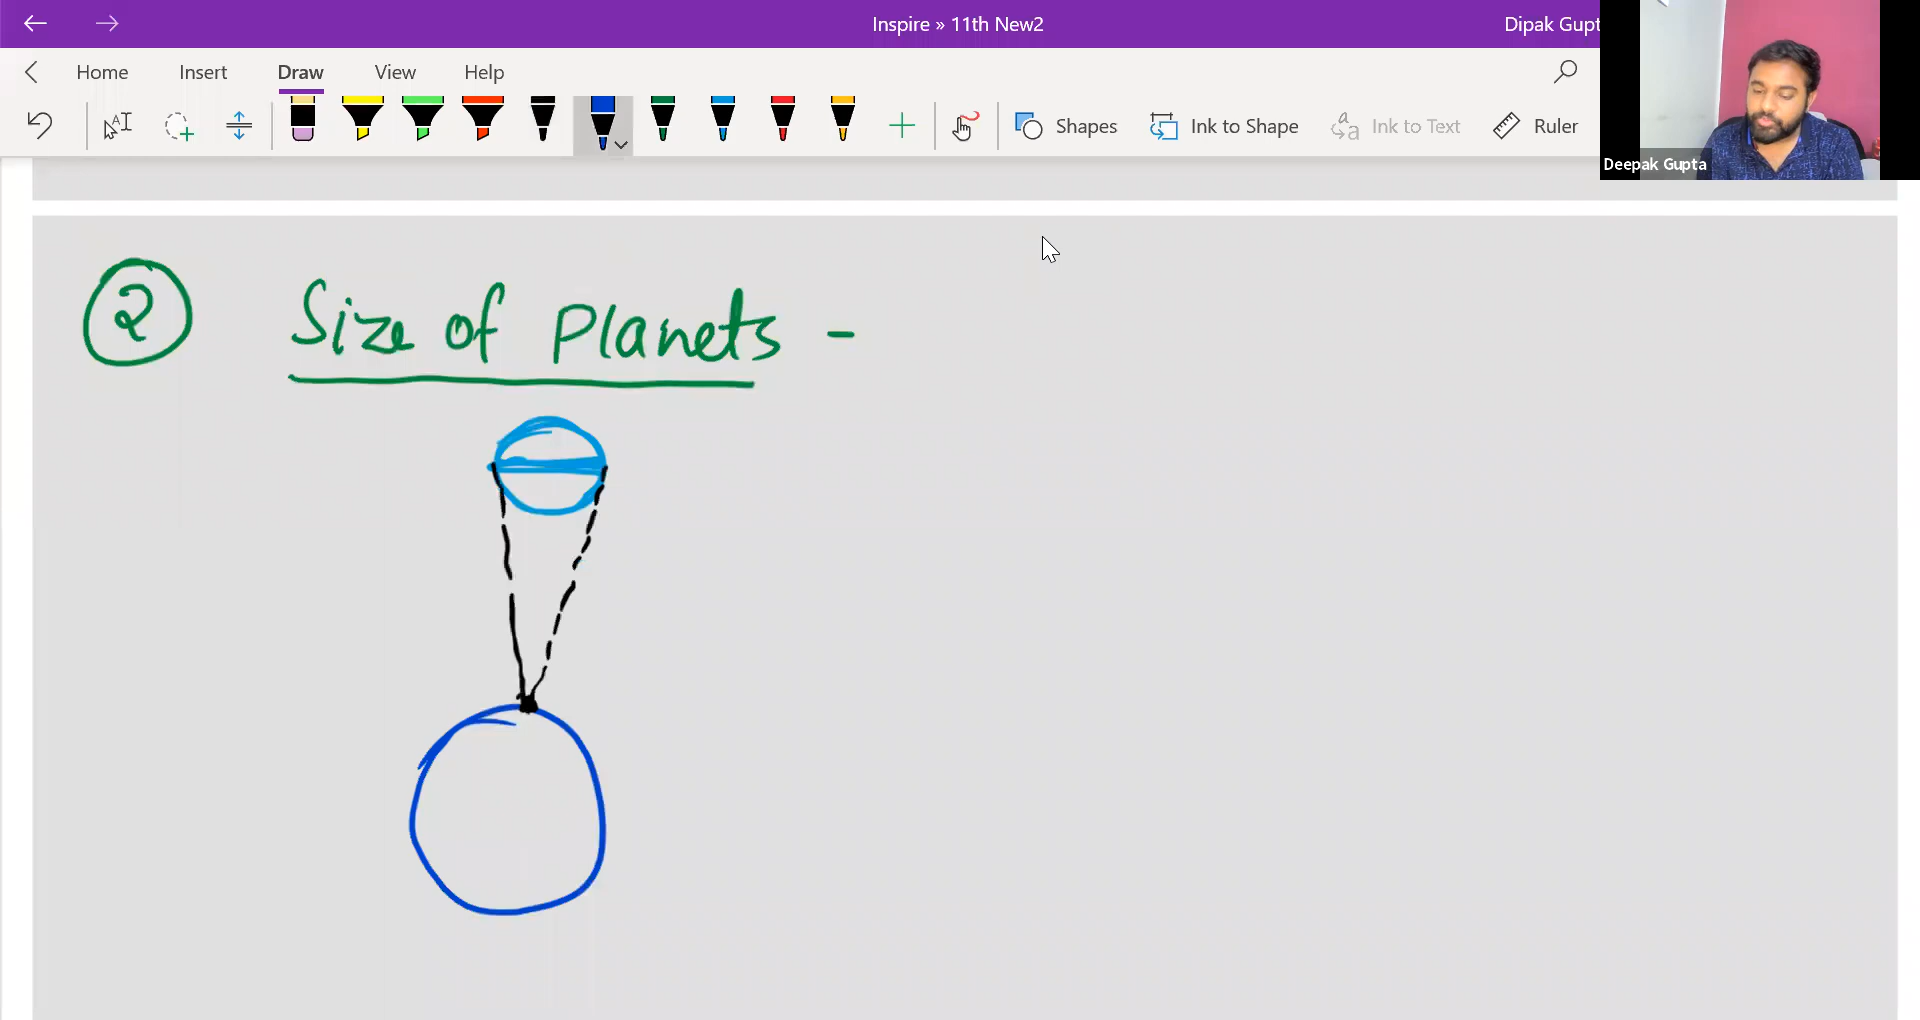 Inspire » 11th New2
Dipak Gupt
Home Insert Draw View Help
Shapes Ink to Shape Ink to Text Ruler
Deepak Gupta
2 Size of Planets -